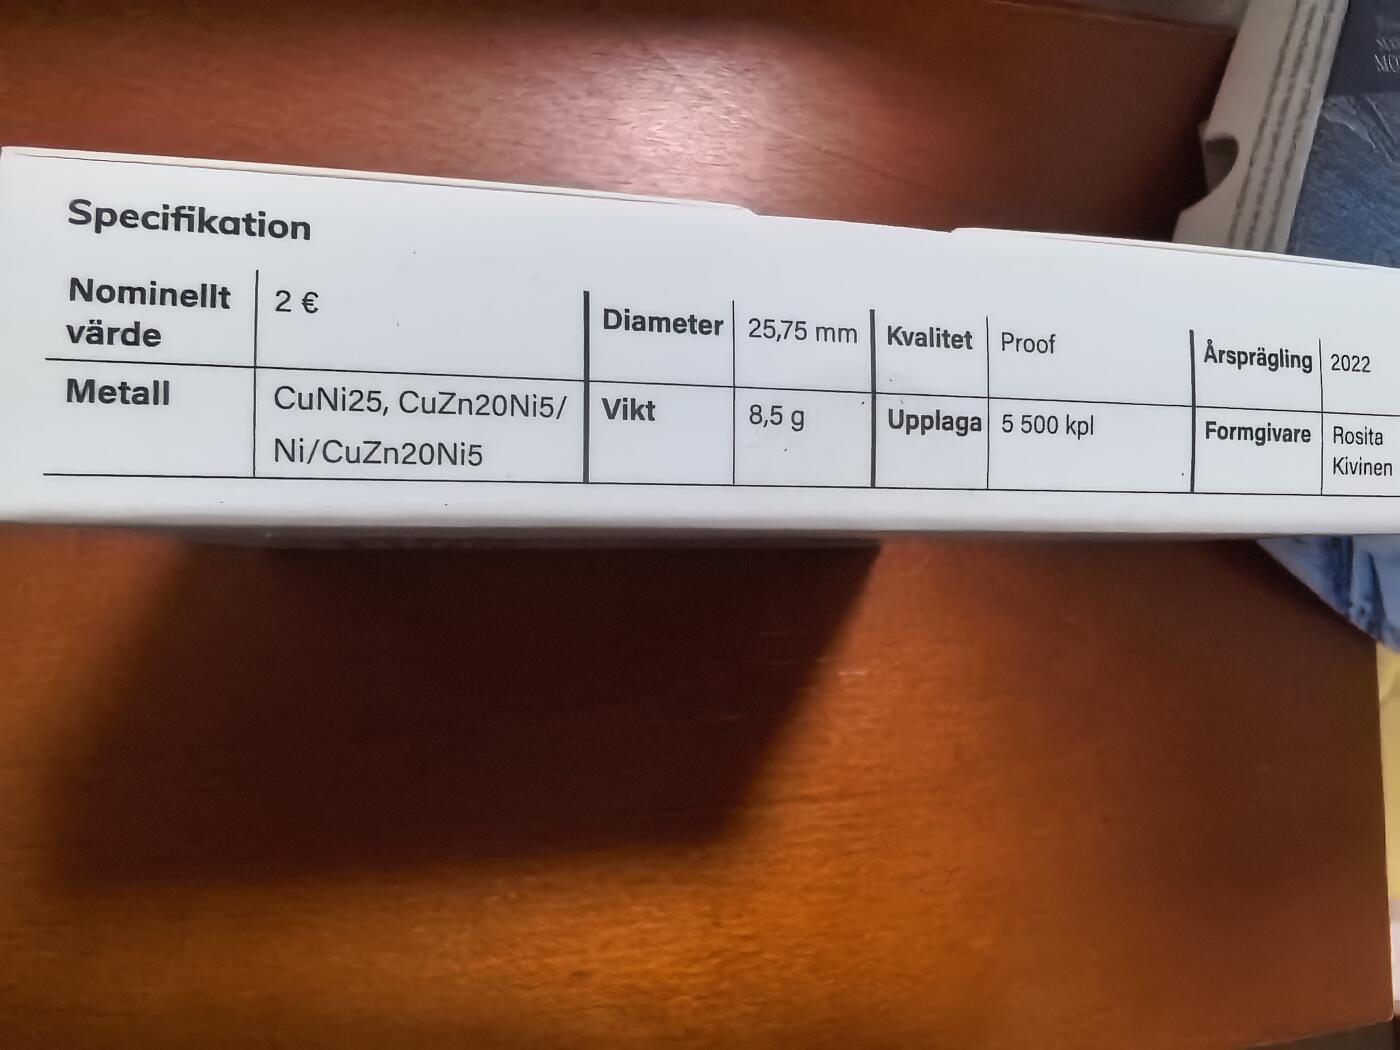 Specifikation
Nominellt värde 2 € Diameter 25,75 mm Kvalitet Proof Årsprägling 2022
Metall CuNi25, CuZn20Ni5/ Vikt 8,5 g Upplaga 5 500 kpl Formgivare Rosita
Ni/CuZn20Ni5 Kivinen